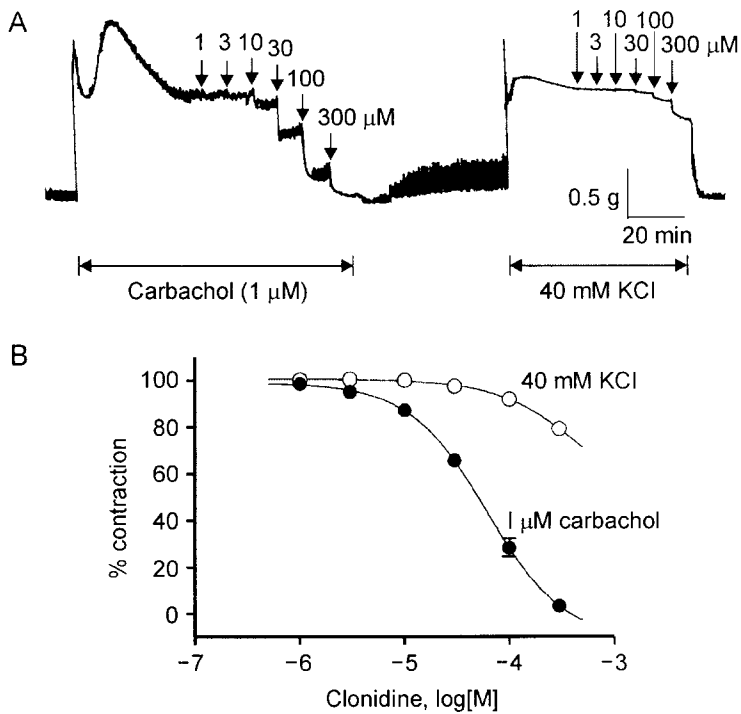 A
1 3 10 30
100
300 μM
1 10 100
3 30 300 μM
0.5 g
20 min
Carbachol (1 μM)
40 mM KCl
B
100
80
60
40
20
0
% contraction
40 mM KCl
I μM carbachol
−7 −6 −5 −4 −3
Clonidine, log[M]